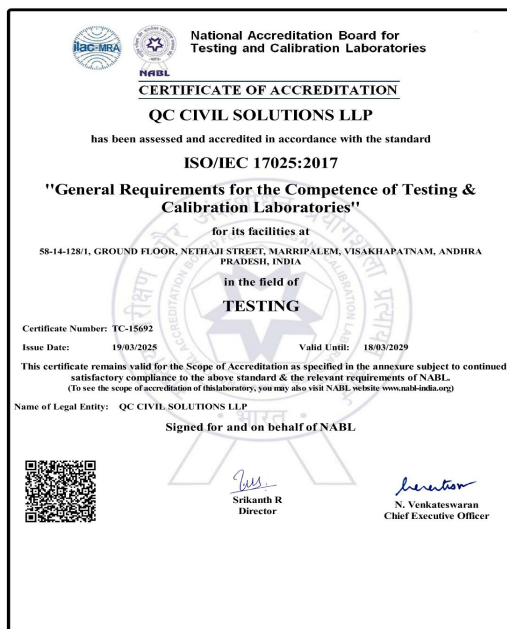 ilac-MRA
NABL
National Accreditation Board for
Testing and Calibration Laboratories
CERTIFICATE OF ACCREDITATION
QC CIVIL SOLUTIONS LLP
has been assessed and accredited in accordance with the standard
ISO/IEC 17025:2017
"General Requirements for the Competence of Testing &
Calibration Laboratories"
for its facilities at
58-14-128/1, GROUND FLOOR, NETHAJI STREET, MARRIPALEM, VISAKHAPATNAM, ANDHRA
PRADESH, INDIA
in the field of
TESTING
Certificate Number: TC-15692
Issue Date: 19/03/2025 Valid Until: 18/03/2029
This certificate remains valid for the Scope of Accreditation as specified in the annexure subject to continued
satisfactory compliance to the above standard & the relevant requirements of NABL.
(To see the scope of accreditation of thislaboratory, you may also visit NABL website www.nabl-india.org)
Name of Legal Entity: QC CIVIL SOLUTIONS LLP
Signed for and on behalf of NABL
Srikanth R
Director
N. Venkateswaran
Chief Executive Officer